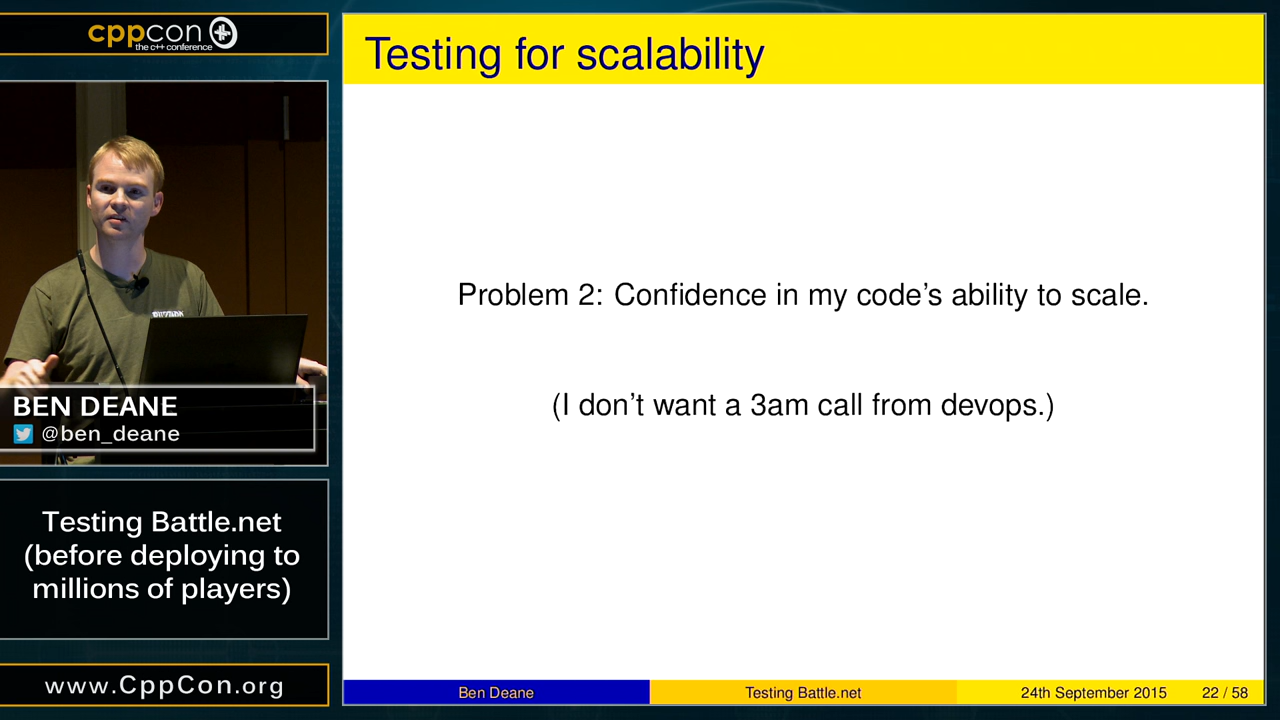 cppcon
the c++ conference
BEN DEANE
@ben_deane
Testing Battle.net
(before deploying to
millions of players)
www.CppCon.org
Testing for scalability
Problem 2: Confidence in my code's ability to scale.
(I don't want a 3am call from devops.)
Ben Deane
Testing Battle.net
24th September 2015
22 / 58